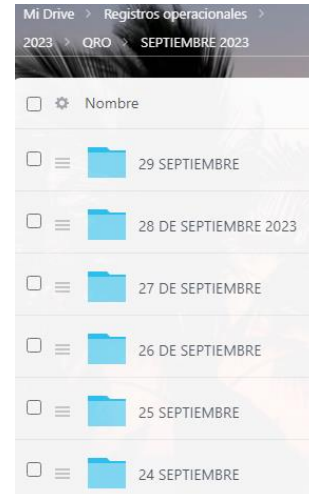 Mi Drive > Registros operacionales >
2023 > QRO > SEPTIEMBRE 2023
Nombre
29 SEPTIEMBRE
28 DE SEPTIEMBRE 2023
27 DE SEPTIEMBRE
26 DE SEPTIEMBRE
25 SEPTIEMBRE
24 SEPTIEMBRE